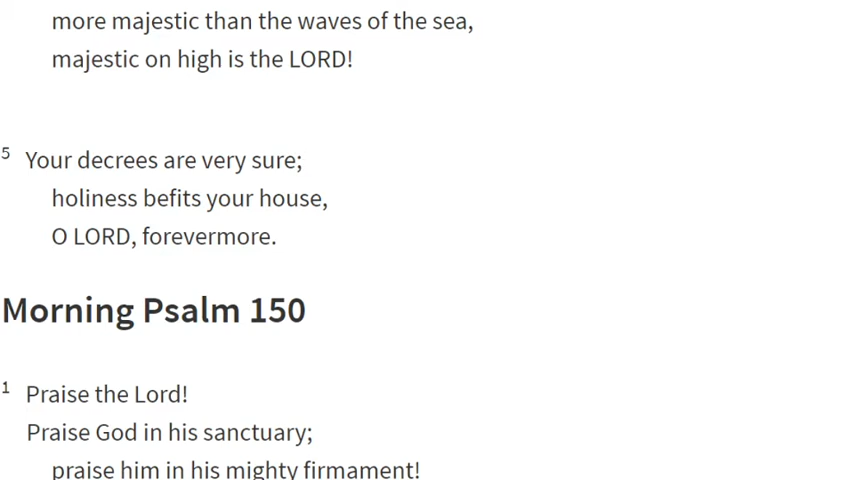 more majestic than the waves of the sea,
majestic on high is the LORD!
5 Your decrees are very sure;
holiness befits your house,
O LORD, forevermore.
Morning Psalm 150
1 Praise the Lord!
Praise God in his sanctuary;
praise him in his mighty firmament!